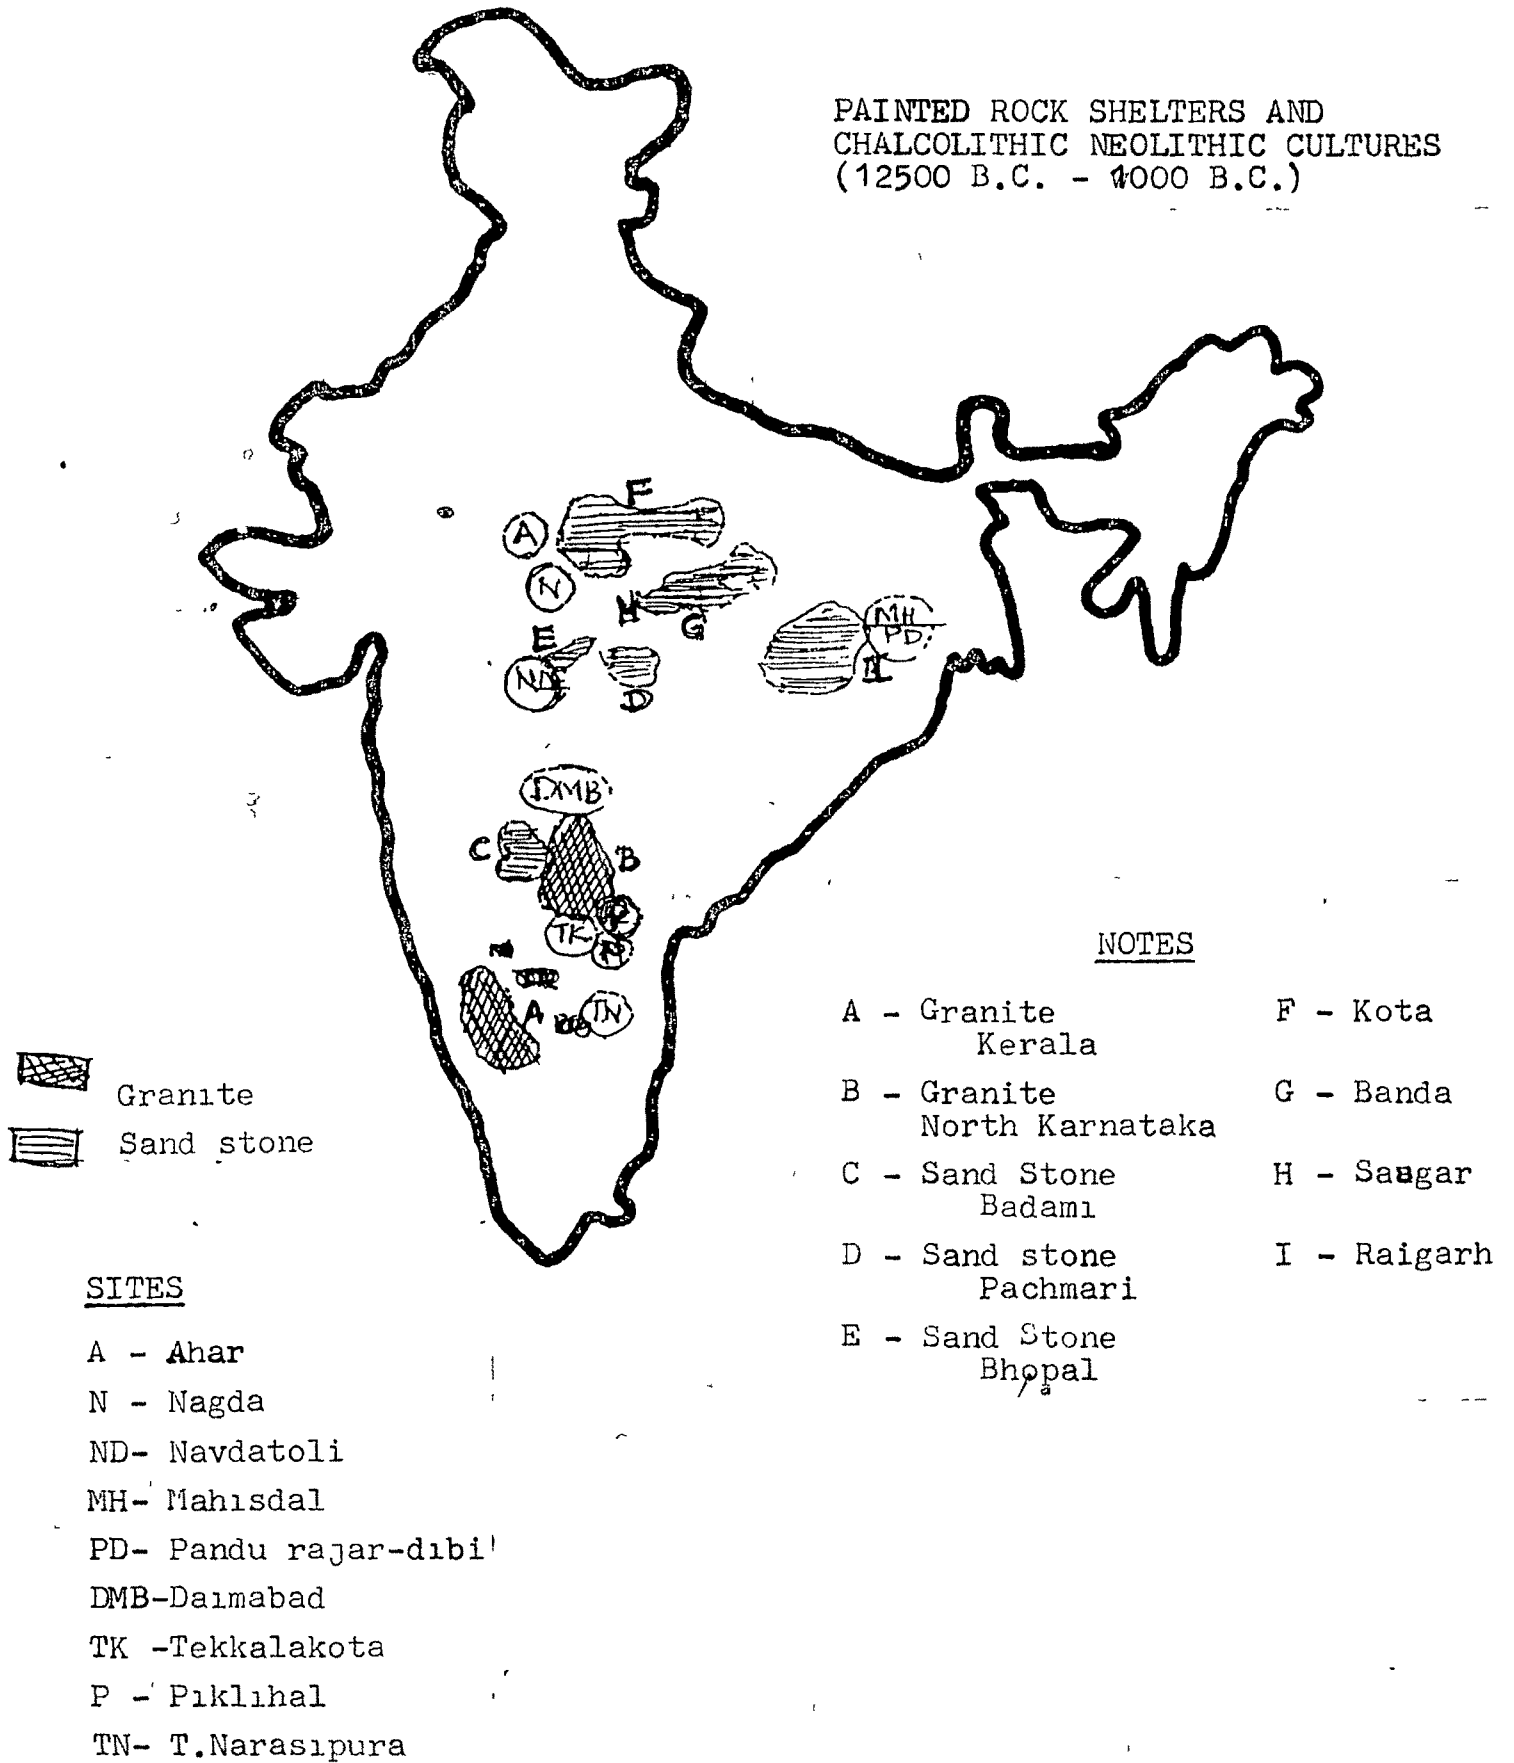 PAINTED ROCK SHELTERS AND
CHALCOLITHIC NEOLITHIC CULTURES
(12500 B.C. - 1000 B.C.)
F
A
N
H
G
MH
PD
E
I
ND
D
DMB
C
B
TK
A
TN
Granite
Sand stone
NOTES
A - Granite
Kerala
B - Granite
North Karnataka
C - Sand Stone
Badami
D - Sand stone
Pachmari
E - Sand Stone
Bhopal
F - Kota
G - Banda
H - Saugar
I - Raigarh
SITES
A - Ahar
N - Nagda
ND- Navdatoli
MH- Mahisdal
PD- Pandu rajar-dibi
DMB-Daimabad
TK -Tekkalakota
P - Piklihal
TN- T.Narasipura